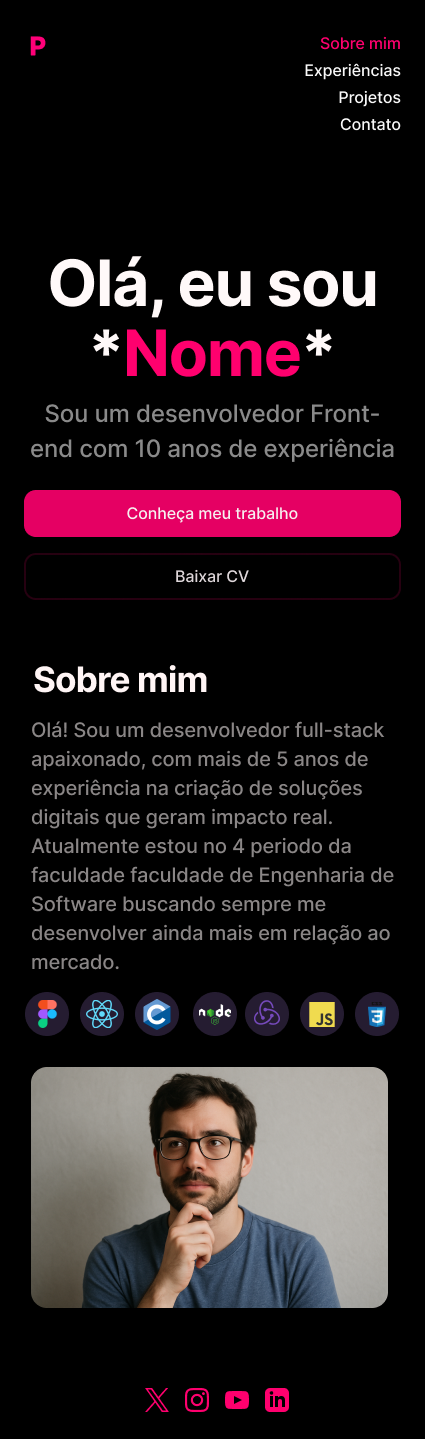 P
Sobre mim
Experiências
Projetos
Contato
Olá, eu sou
*Nome*
Sou um desenvolvedor Front-
end com 10 anos de experiência
Conheça meu trabalho
Baixar CV
Sobre mim
Olá! Sou um desenvolvedor full-stack
apaixonado, com mais de 5 anos de
experiência na criação de soluções
digitais que geram impacto real.
Atualmente estou no 4 periodo da
faculdade faculdade de Engenharia de
Software buscando sempre me
desenvolver ainda mais em relação ao
mercado.
C
node
JS
JS
3
in